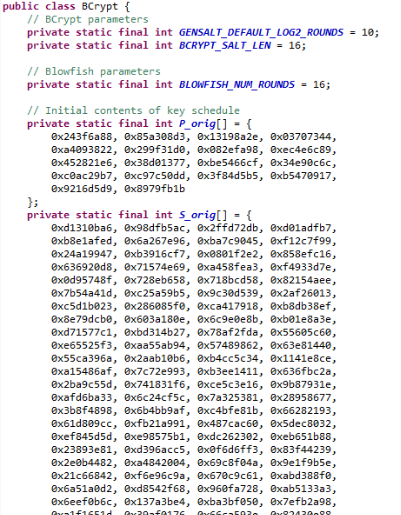 public class BCrypt {
// BCrypt parameters
private static final int GENSALT_DEFAULT_LOG2_ROUNDS = 10;
private static final int BCRYPT_SALT_LEN = 16;
// Blowfish parameters
private static final int BLOWFISH_NUM_ROUNDS = 16;
// Initial contents of key schedule
private static final int P_orig[] = {
0x243f6a88, 0x85a308d3, 0x13198a2e, 0x03707344,
0xa4093822, 0x299f31d0, 0x082efa98, 0xec4e6c89,
0x452821e6, 0x38d01377, 0xbe5466cf, 0x34e90c6c,
0xc0ac29b7, 0xc97c50dd, 0x3f84d5b5, 0xb5470917,
0x9216d5d9, 0x8979fb1b
};
private static final int S_orig[] = {
0xd1310ba6, 0x98dfb5ac, 0x2ffd72db, 0xd01adfb7,
0xb8e1afed, 0x6a267e96, 0xba7c9045, 0xf12c7f99,
0x24a19947, 0xb3916cf7, 0x0801f2e2, 0x858efc16,
0x636920d8, 0x71574e69, 0xa458fea3, 0xf4933d7e,
0x0d95748f, 0x728eb658, 0x718bcd58, 0x82154aee,
0x7b54a41d, 0xc25a59b5, 0x9c30d539, 0x2af26013,
0xc5d1b023, 0x286085f0, 0xca417918, 0xb8db38ef,
0x8e79dcb0, 0x603a180e, 0x6c9e0e8b, 0xb01e8a3e,
0xd71577c1, 0xbd314b27, 0x78af2fda, 0x55605c60,
0xe65525f3, 0xaa55ab94, 0x57489862, 0x63e81440,
0x55ca396a, 0x2aab10b6, 0xb4cc5c34, 0x1141e8ce,
0xa15486af, 0x7c72e993, 0xb3ee1411, 0x636fbc2a,
0x2ba9c55d, 0x741831f6, 0xce5c3e16, 0x9b87931e,
0xafd6ba33, 0x6c24cf5c, 0x7a325381, 0x28958677,
0x3b8f4898, 0x6b4bb9af, 0xc4bfe81b, 0x66282193,
0x61d809cc, 0xfb21a991, 0x487cac60, 0x5dec8032,
0xef845d5d, 0xe98575b1, 0xdc262302, 0xeb651b88,
0x23893e81, 0xd396acc5, 0x0f6d6ff3, 0x83f44239,
0x2e0b4482, 0xa4842004, 0x69c8f04a, 0x9e1f9b5e,
0x21c66842, 0xf6e96c9a, 0x670c9c61, 0xabd388f0,
0x6a51a0d2, 0xd8542f68, 0x960fa728, 0xab5133a3,
0x6eef0b6c, 0x137a3be4, 0xba3bf050, 0x7efb2a98,